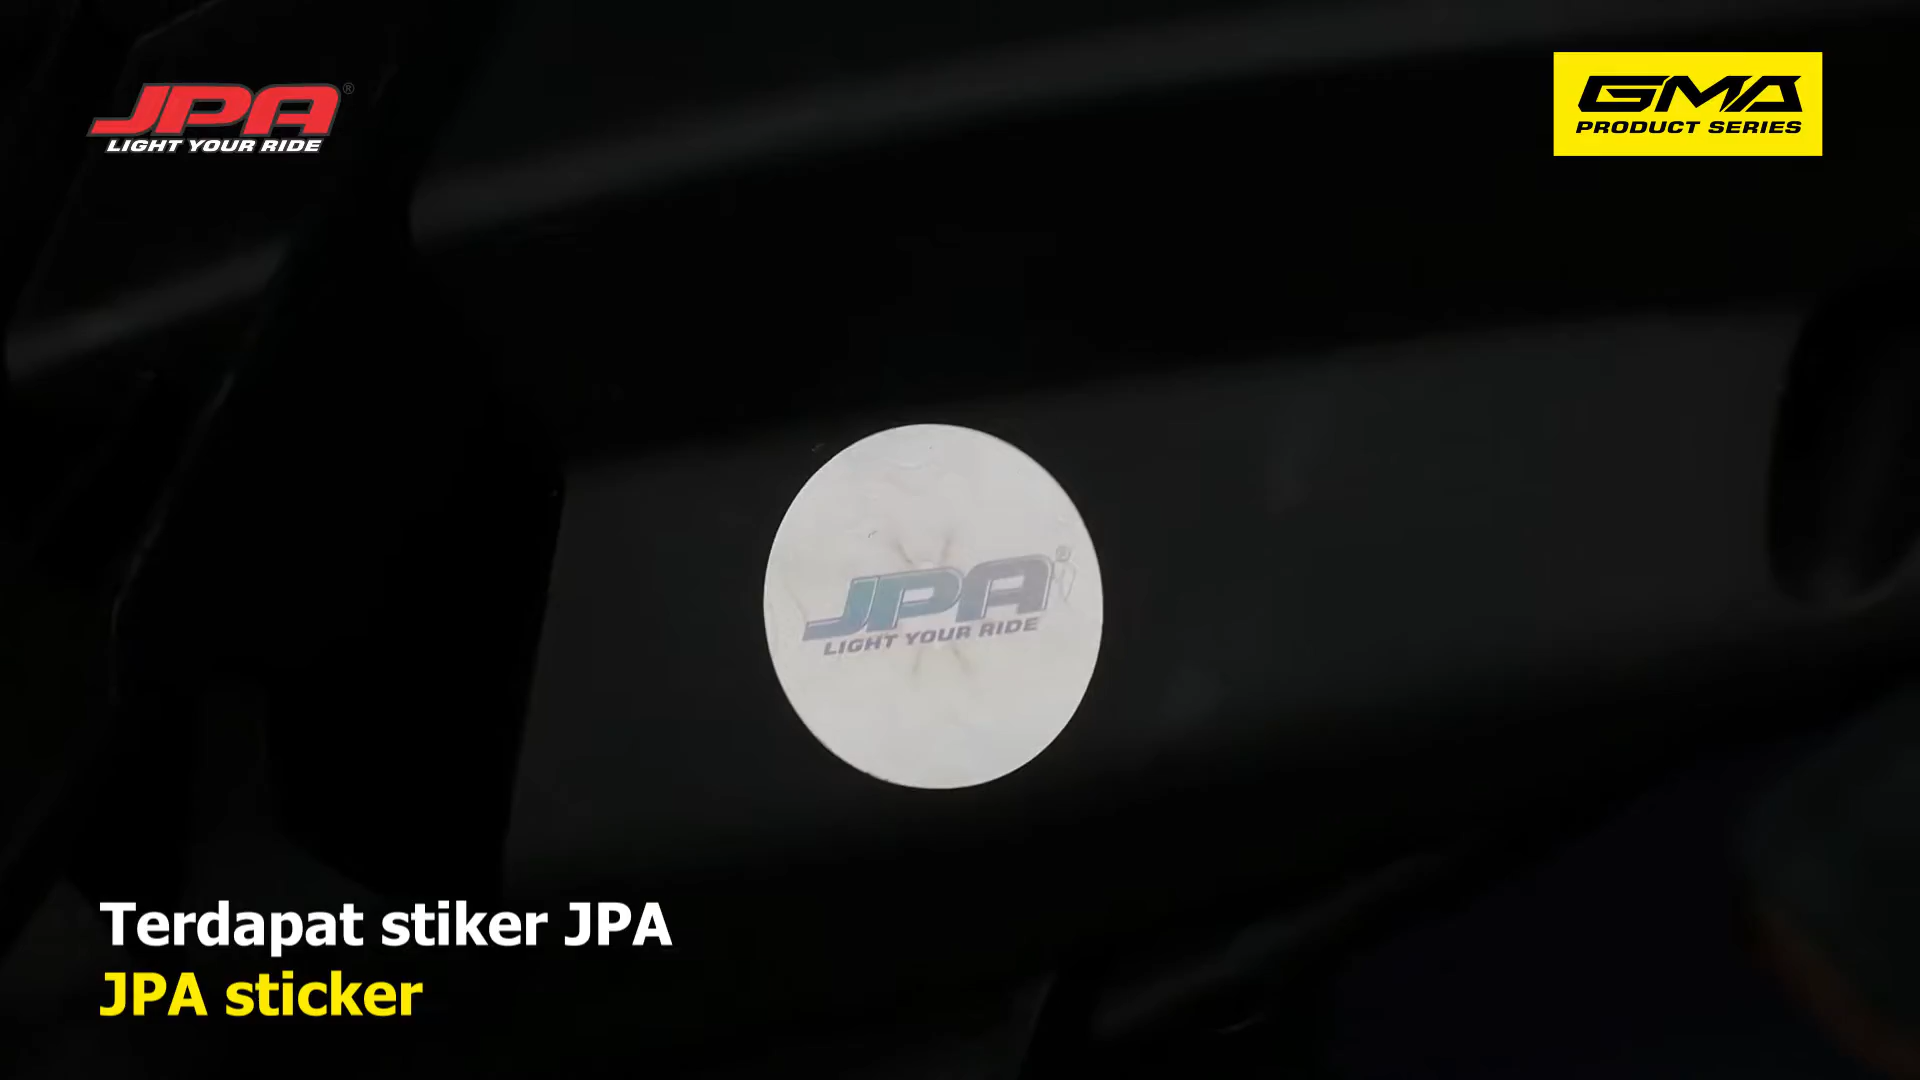 JPA®
LIGHT YOUR RIDE
GMA
PRODUCT SERIES
JPA®
LIGHT YOUR RIDE
Terdapat stiker JPA
JPA sticker